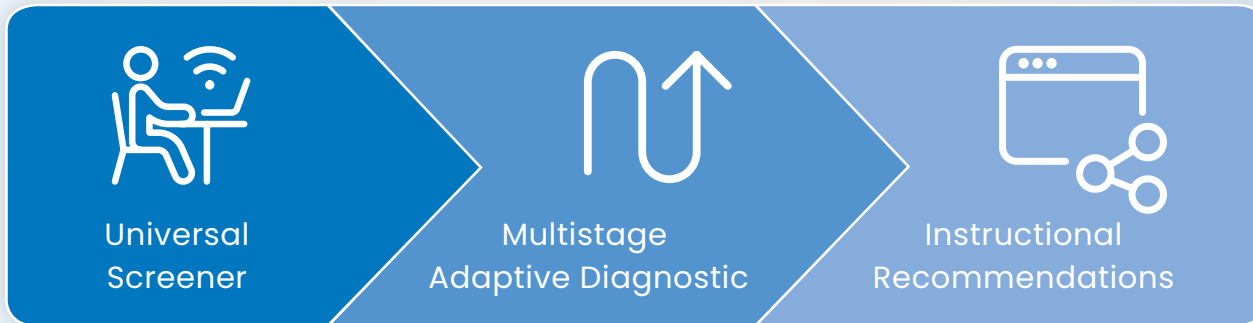 Universal
Screener
Multistage
Adaptive Diagnostic
Instructional
Recommendations